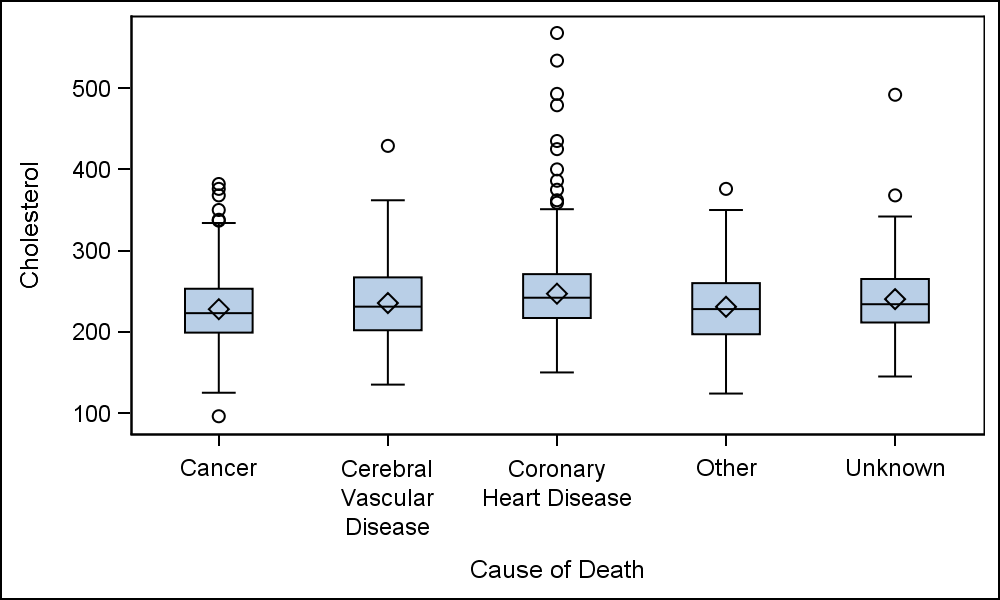 500
400
300
200
100
Cholesterol
Cancer
Cerebral
Vascular
Disease
Coronary
Heart Disease
Other
Unknown
Cause of Death